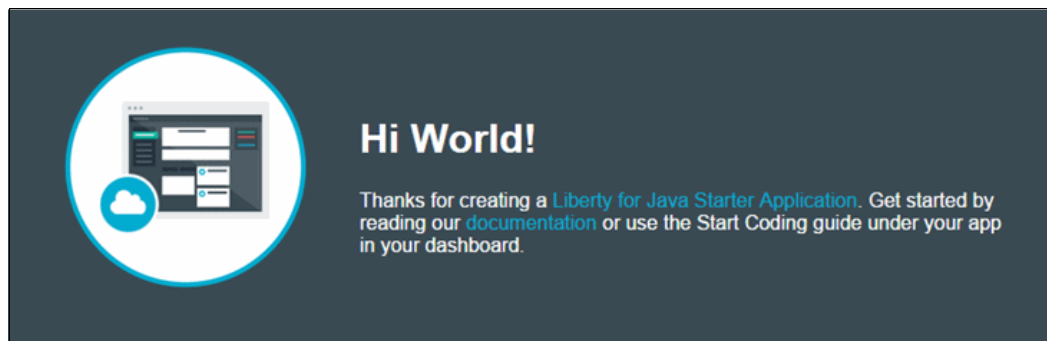 Hi World!
Thanks for creating a Liberty for Java Starter Application. Get started by
reading our documentation or use the Start Coding guide under your app
in your dashboard.